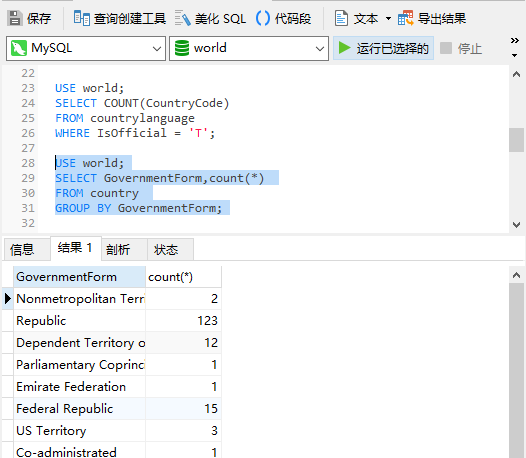 保存 查询创建工具 美化 SQL () 代码段 文本 导出结果
MySQL world 运行已选择的 停止
22
23 USE world;
24 SELECT COUNT(CountryCode)
25 FROM countrylanguage
26 WHERE IsOfficial = 'T';
27
28 USE world;
29 SELECT GovernmentForm,count(*)
30 FROM country
31 GROUP BY GovernmentForm;
32
信息 结果 1 剖析 状态
GovernmentForm count(*)
Nonmetropolitan Terri 2
Republic 123
Dependent Territory o 12
Parliamentary Coprinci 1
Emirate Federation 1
Federal Republic 15
US Territory 3
Co-administrated 1